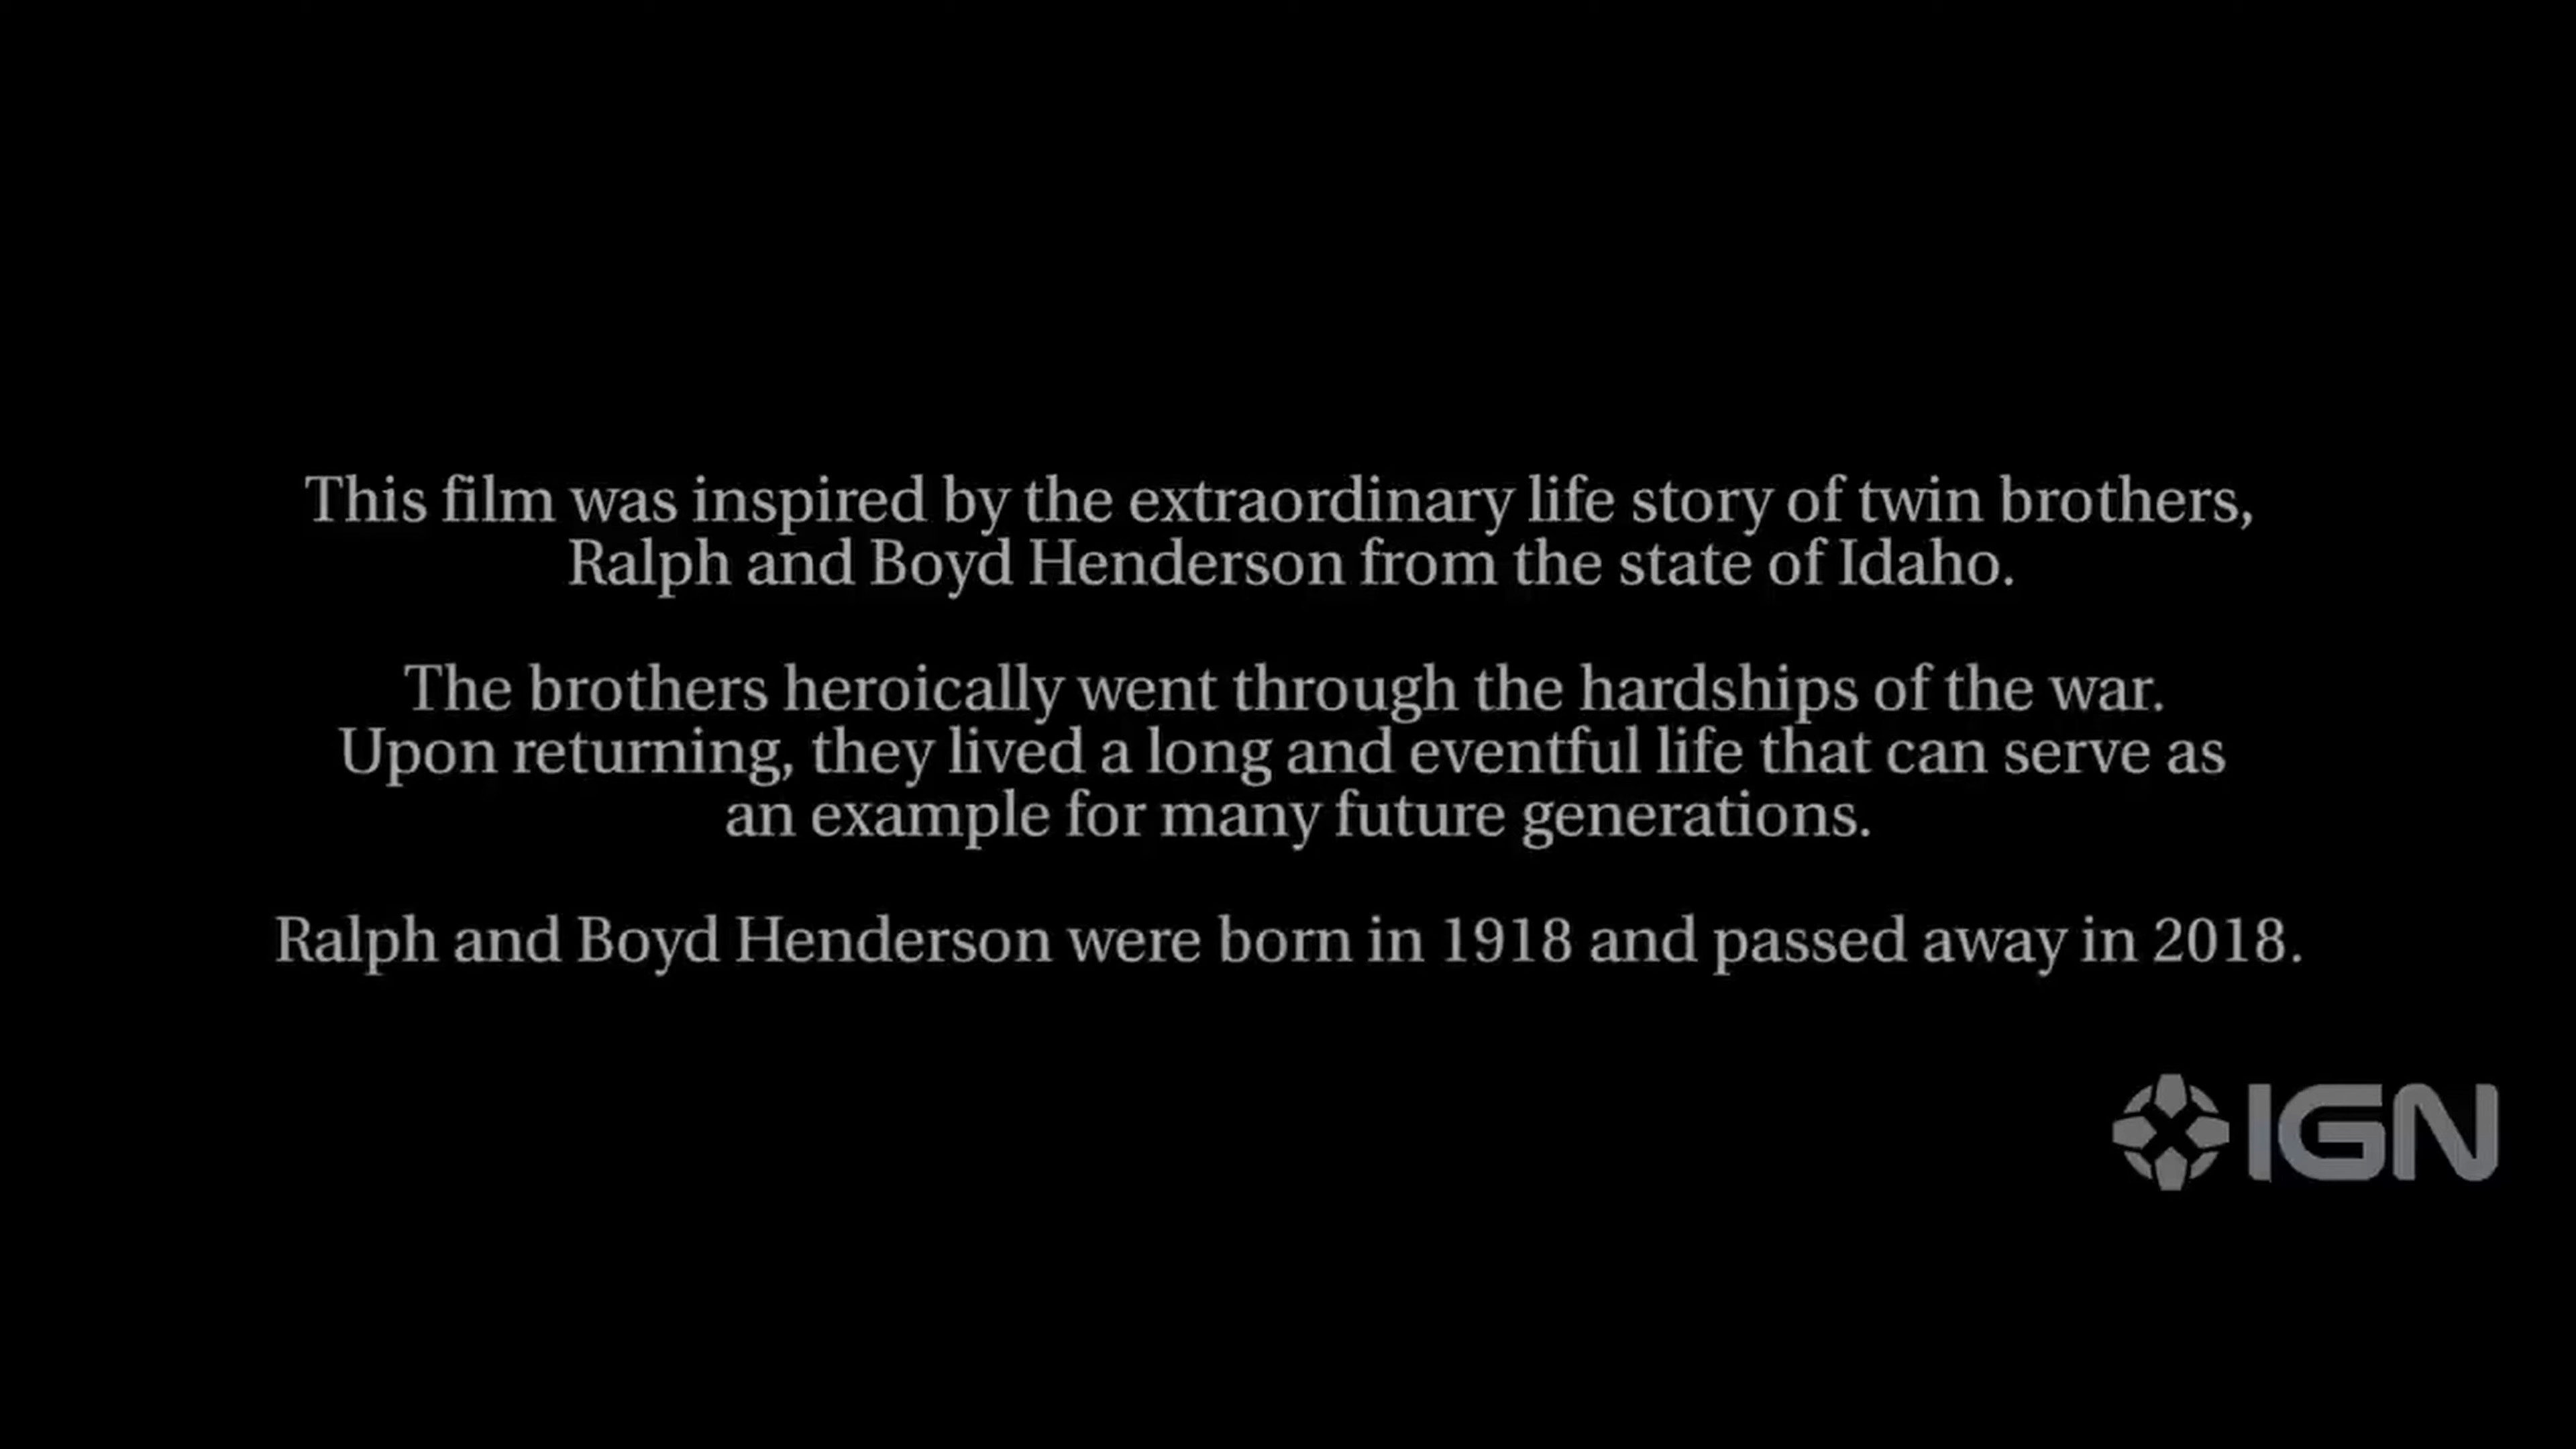 This film was inspired by the extraordinary life story of twin brothers,
Ralph and Boyd Henderson from the state of Idaho.
The brothers heroically went through the hardships of the war.
Upon returning, they lived a long and eventful life that can serve as
an example for many future generations.
Ralph and Boyd Henderson were born in 1918 and passed away in 2018.
IGN